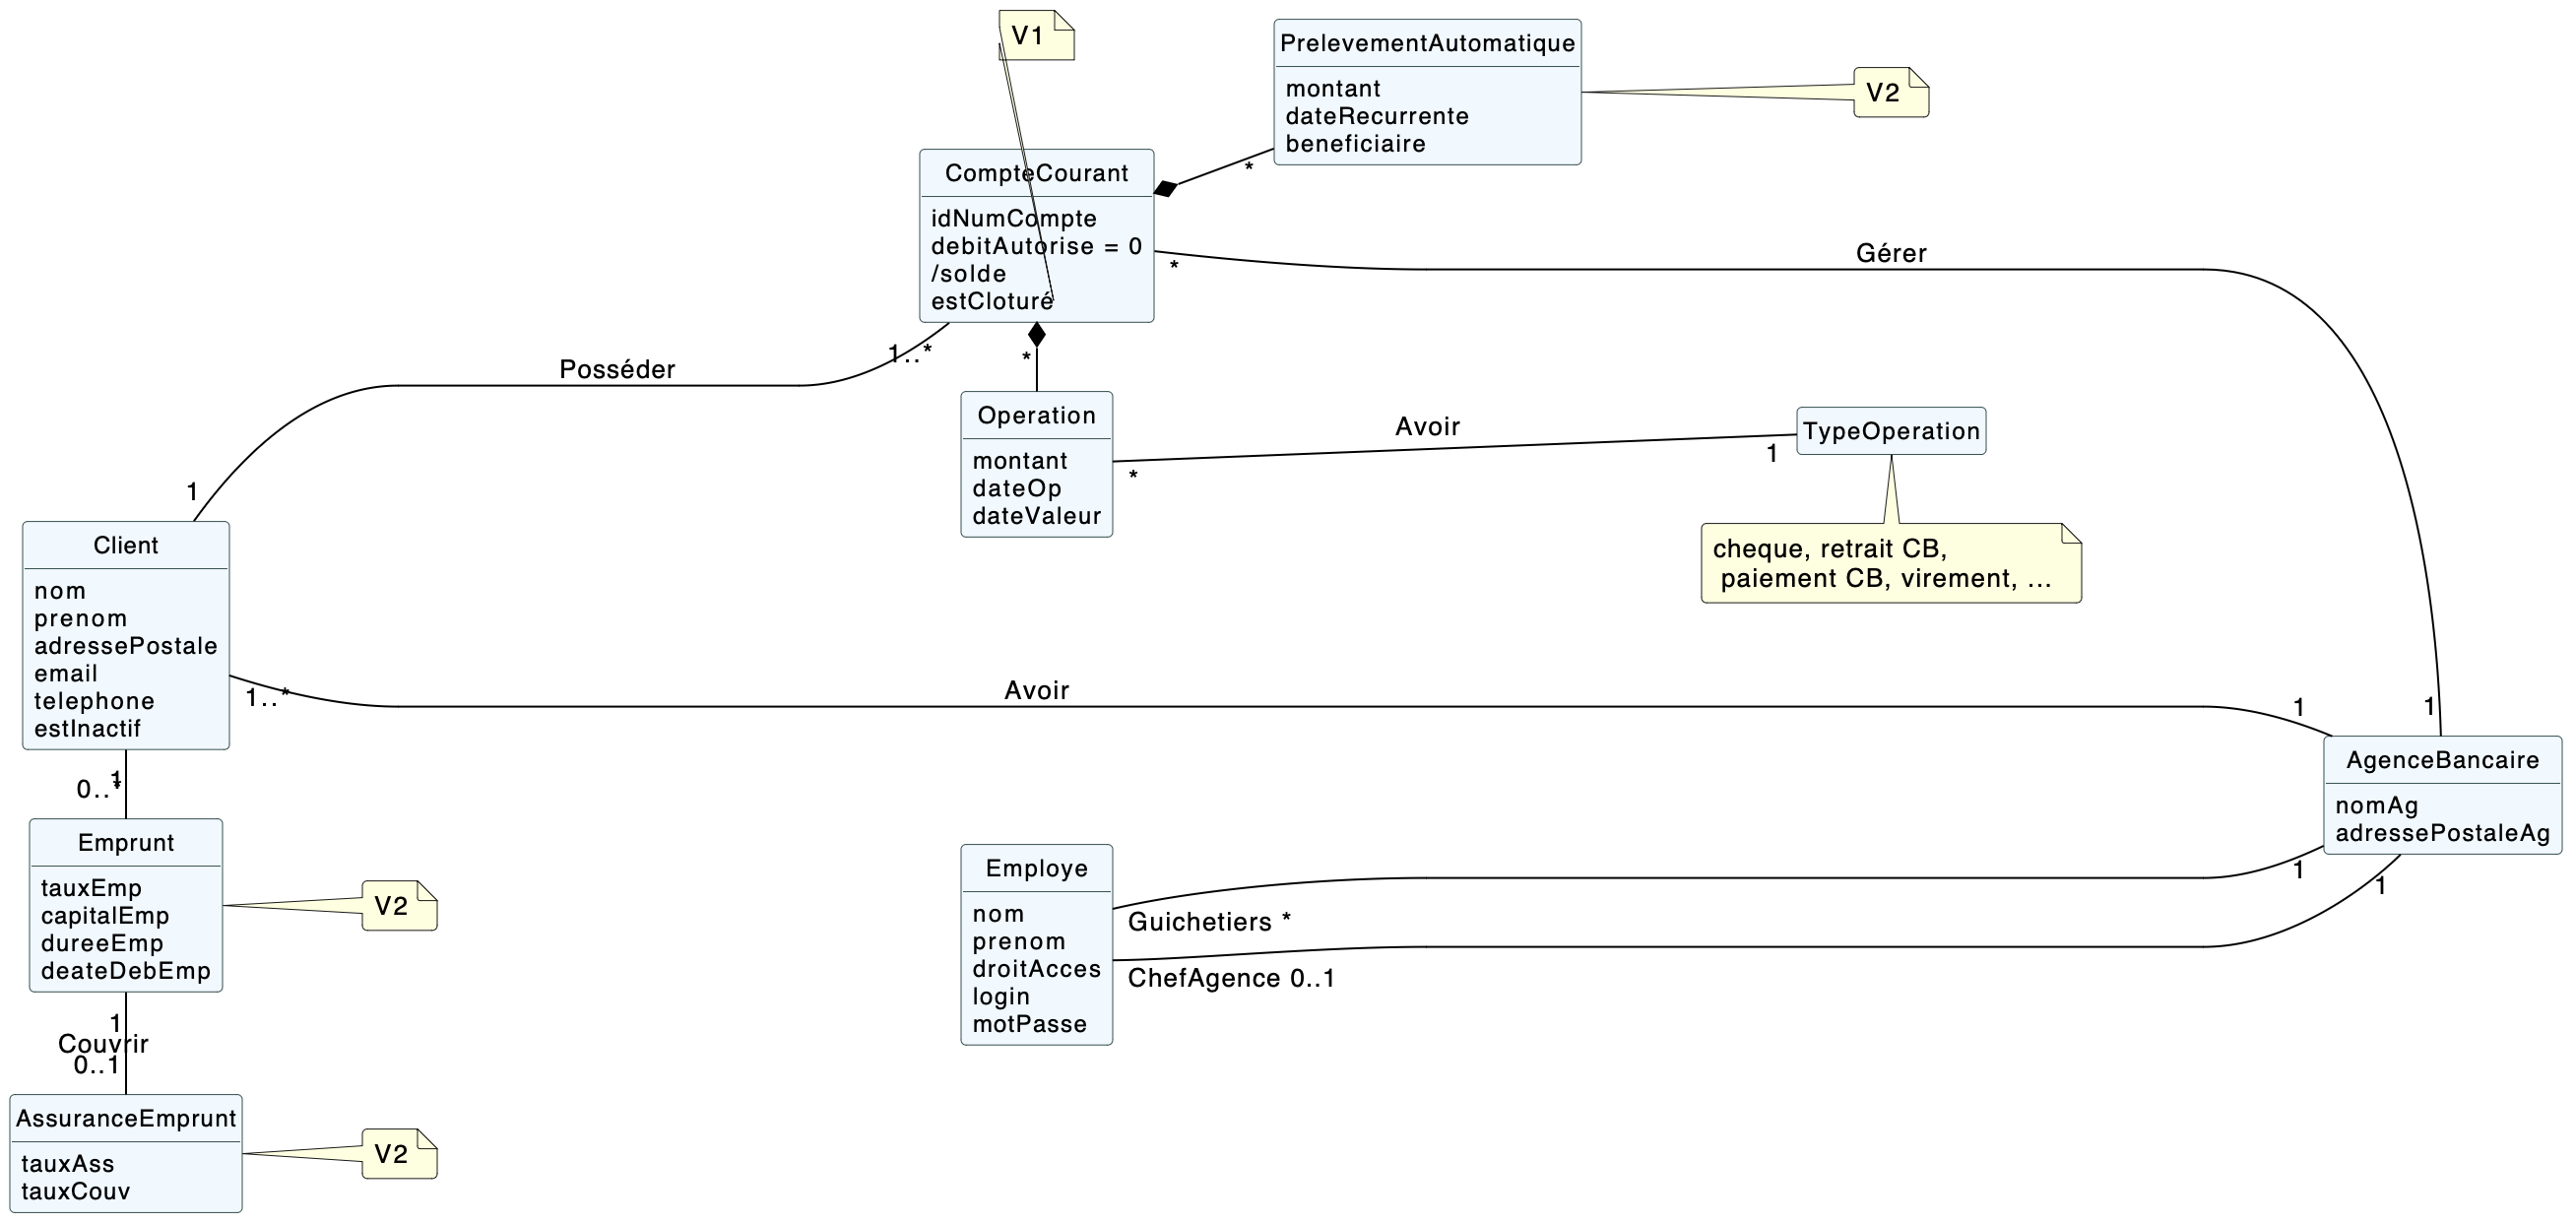 V1
PrelevementAutomatique
montant
dateRecurrente
beneficiaire
V2
CompteCourant
idNumCompte
debitAutorise = 0
/solde
estCloturé
*
*
Gérer
1..*
*
Posséder
1
Operation
montant
dateOp
dateValeur
Avoir
*
1
TypeOperation
cheque, retrait CB,
paiement CB, virement, ...
Client
nom
prenom
adressePostale
email
telephone
estInactif
1..*
Avoir
1
1
AgenceBancaire
nomAg
adressePostaleAg
1
0..*
Emprunt
tauxEmp
capitalEmp
dureeEmp
deateDebEmp
V2
Employe
nom
prenom
droitAcces
login
motPasse
Guichetiers *
1
ChefAgence 0..1
1
1
Couvrir
0..1
AssuranceEmprunt
tauxAss
tauxCouv
V2